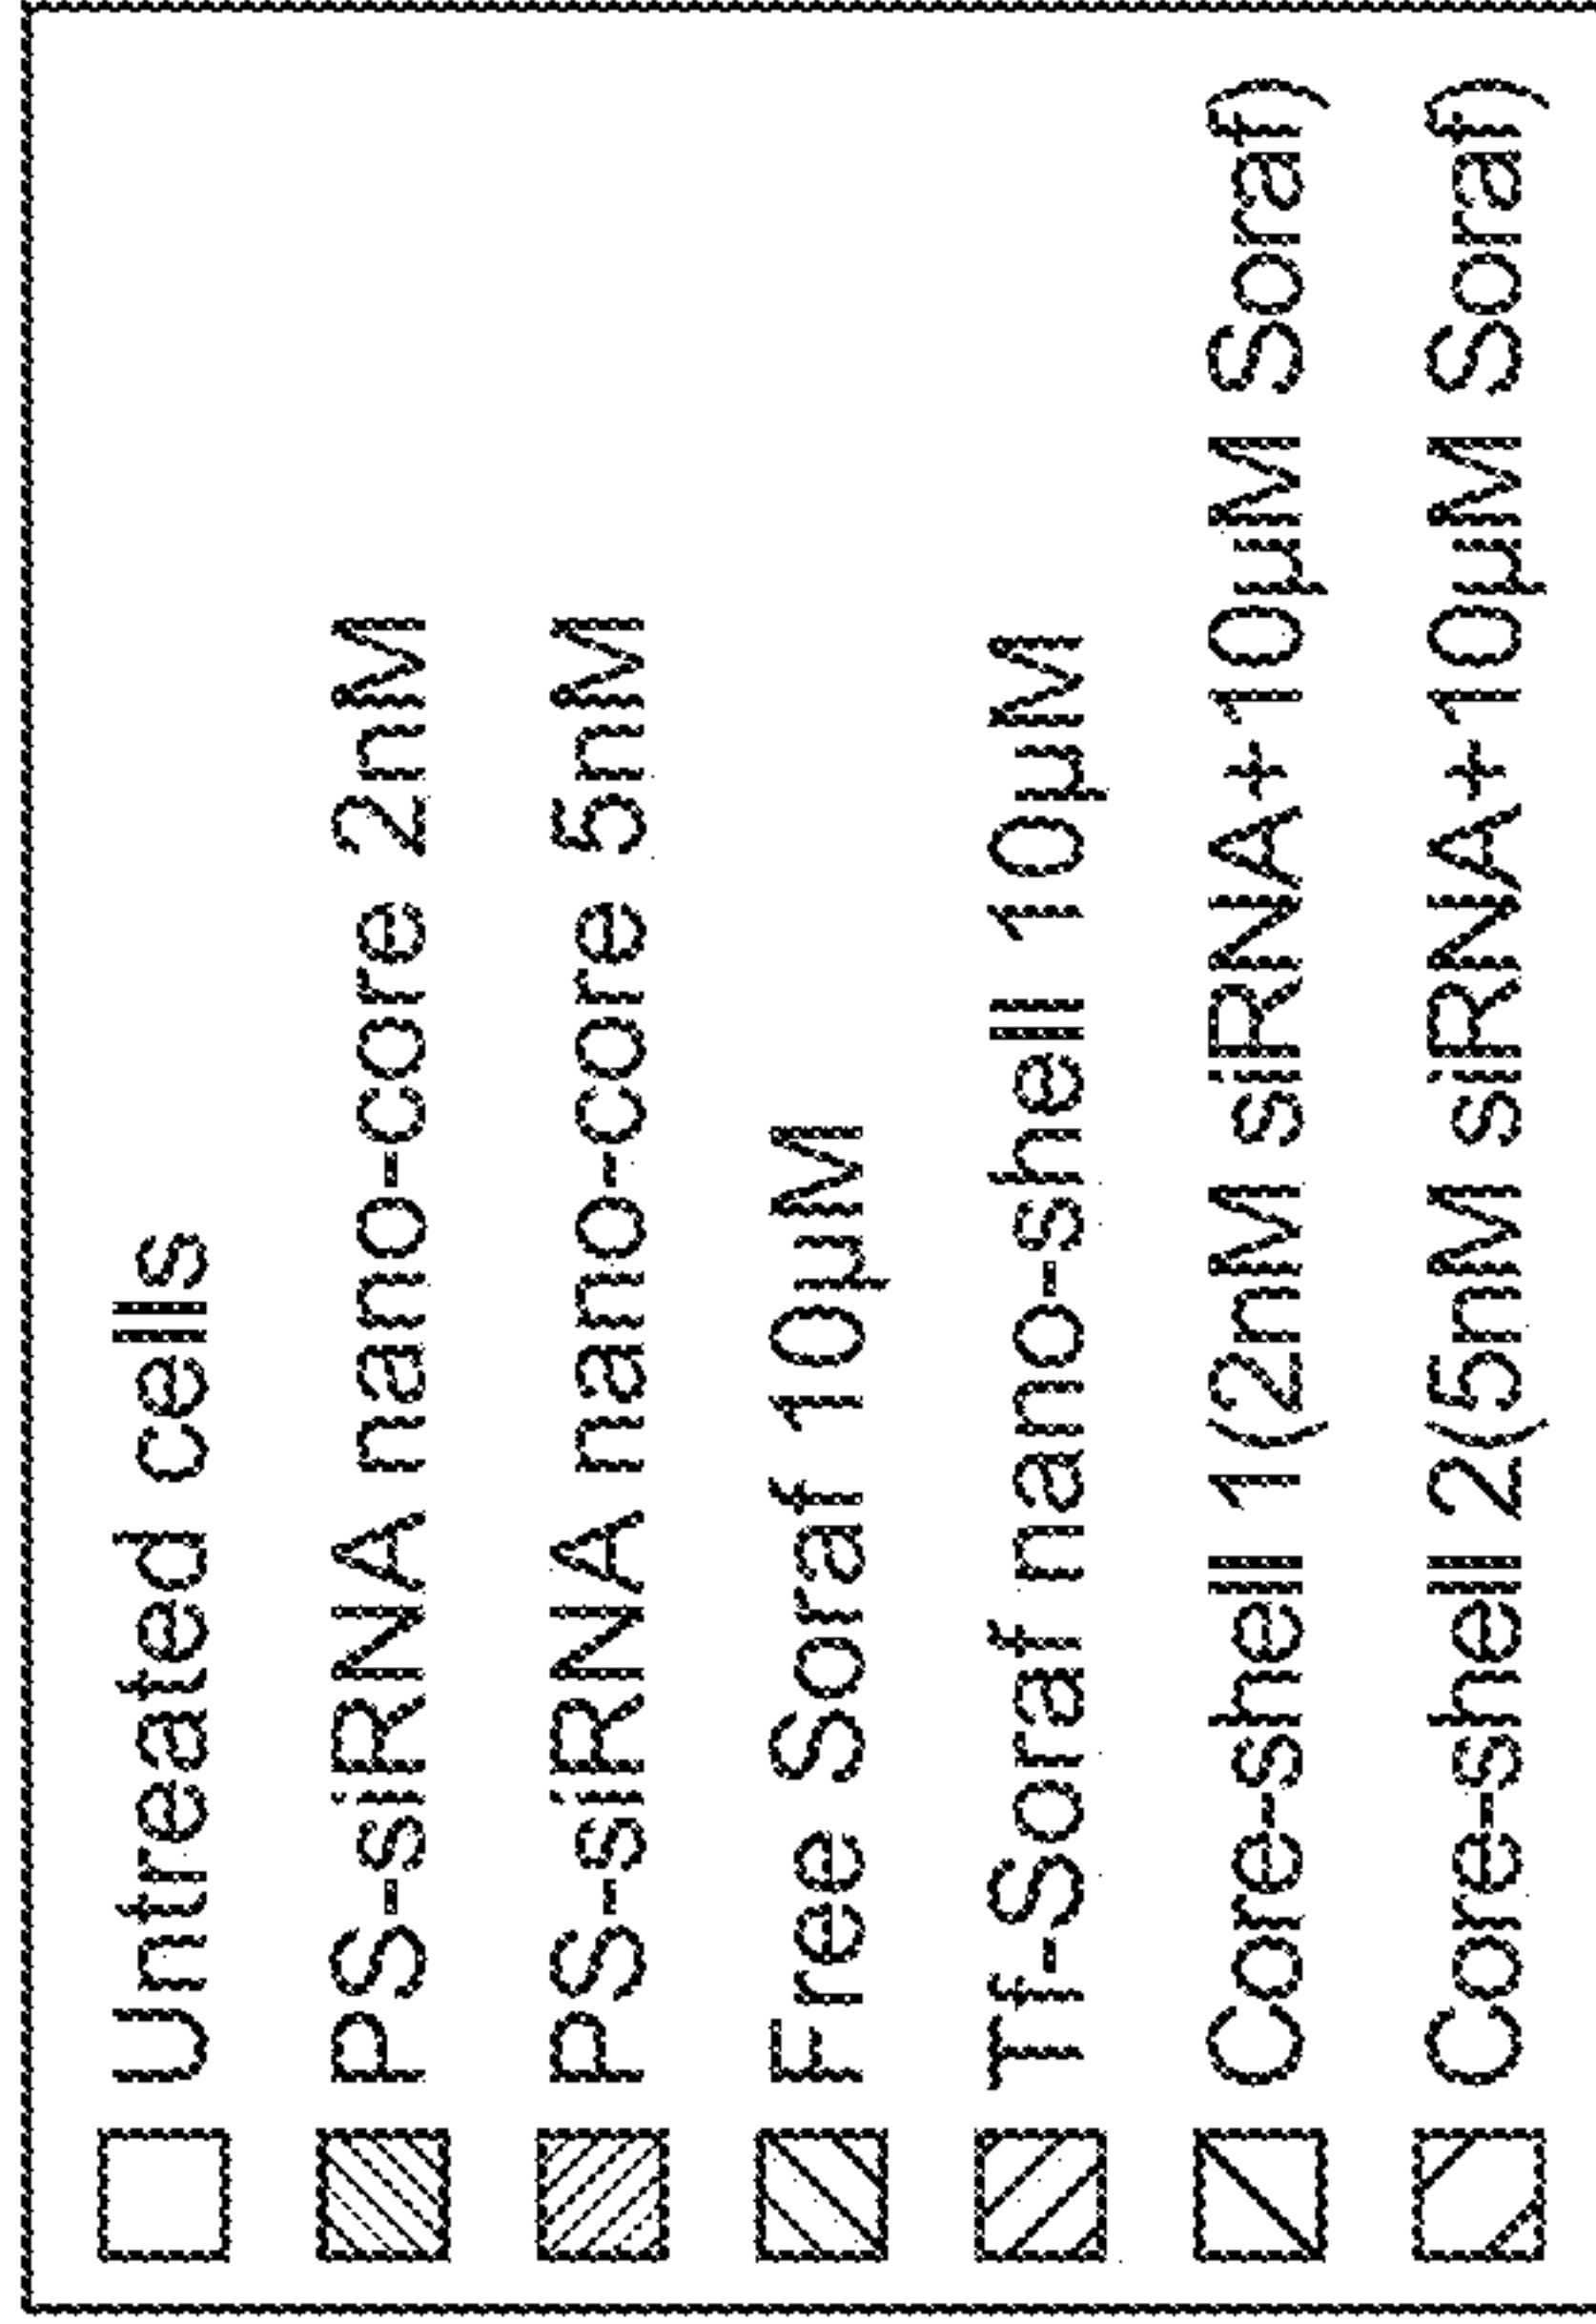 Untreated cells
PS-siRNA nano-core 2nM
PS-siRNA nano-core 5nM
Free Soraf 10µM
Tf-Soraf nano-shell 10µM
Core-shell 1(2nM siRNA+10µM Soraf)
Core-shell 2(5nM siRNA+10µM Soraf)